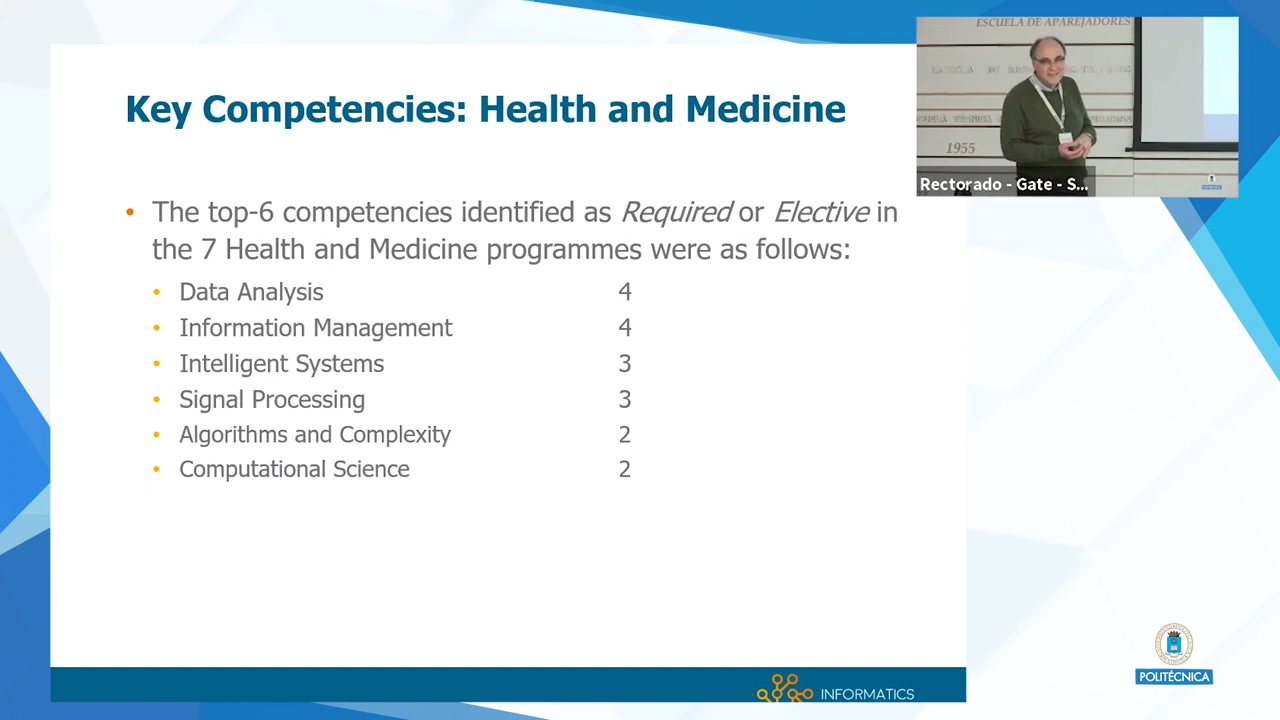 Key Competencies: Health and Medicine
• The top-6 competencies identified as Required or Elective in
the 7 Health and Medicine programmes were as follows:
• Data Analysis 4
• Information Management 4
• Intelligent Systems 3
• Signal Processing 3
• Algorithms and Complexity 2
• Computational Science 2
INFORMATICS
ESCUELA DE APAREJADORES
1955
Rectorado - Gate - S...
POLITÉCNICA